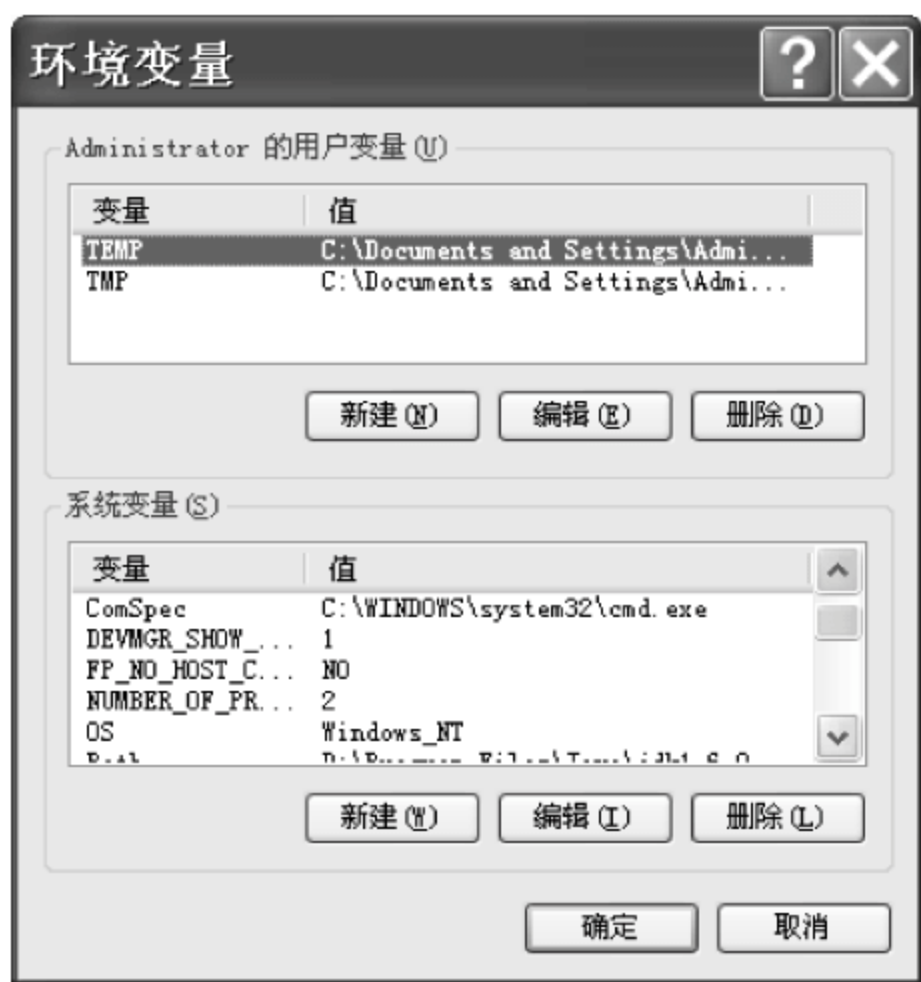 环境变量
Administrator 的用户变量(U)
变量 值
TEMP C:\Documents and Settings\Admi...
TMP C:\Documents and Settings\Admi...
新建(N) 编辑(E) 删除(D)
系统变量(S)
变量 值
ComSpec C:\WINDOWS\system32\cmd.exe
DEVMGR_SHOW_... 1
FP_NO_HOST_C... NO
NUMBER_OF_PR... 2
OS Windows_NT
新建(W) 编辑(I) 删除(L)
确定 取消